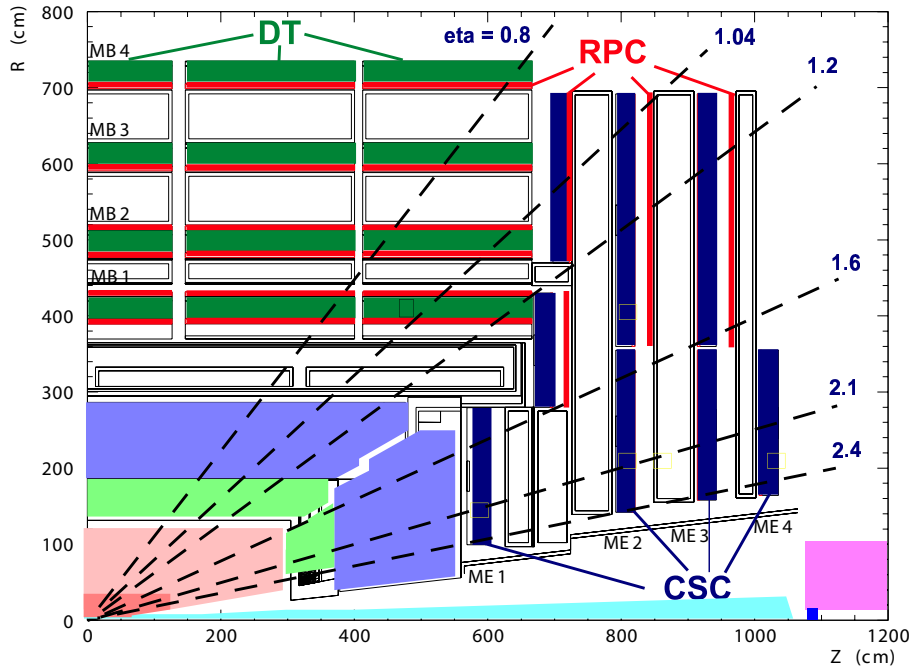 R (cm)
800
700
600
500
400
300
200
100
0
MB 4
MB 3
MB 2
MB 1
DT
eta = 0.8
1.04
RPC
1.2
1.6
2.1
2.4
ME 1
ME 2
ME 3
ME 4
CSC
0
200
400
600
800
1000
1200
Z (cm)